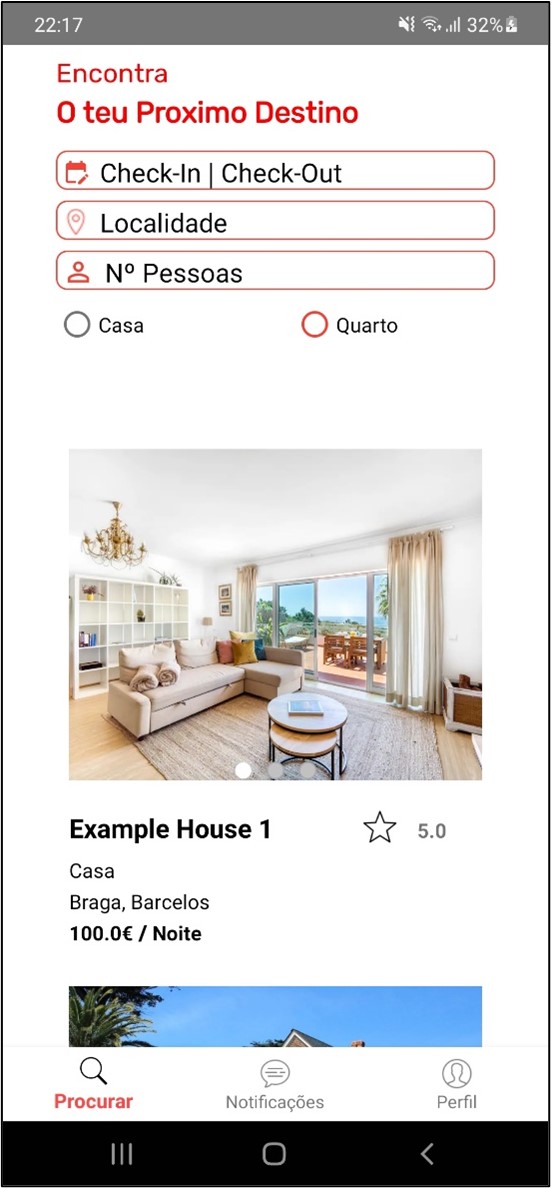 22:17 32%
Encontra
O teu Proximo Destino
Check-In | Check-Out
Localidade
Nº Pessoas
Casa Quarto
Example House 1 5.0
Casa
Braga, Barcelos
100.0€ / Noite
Procurar Notificações Perfil